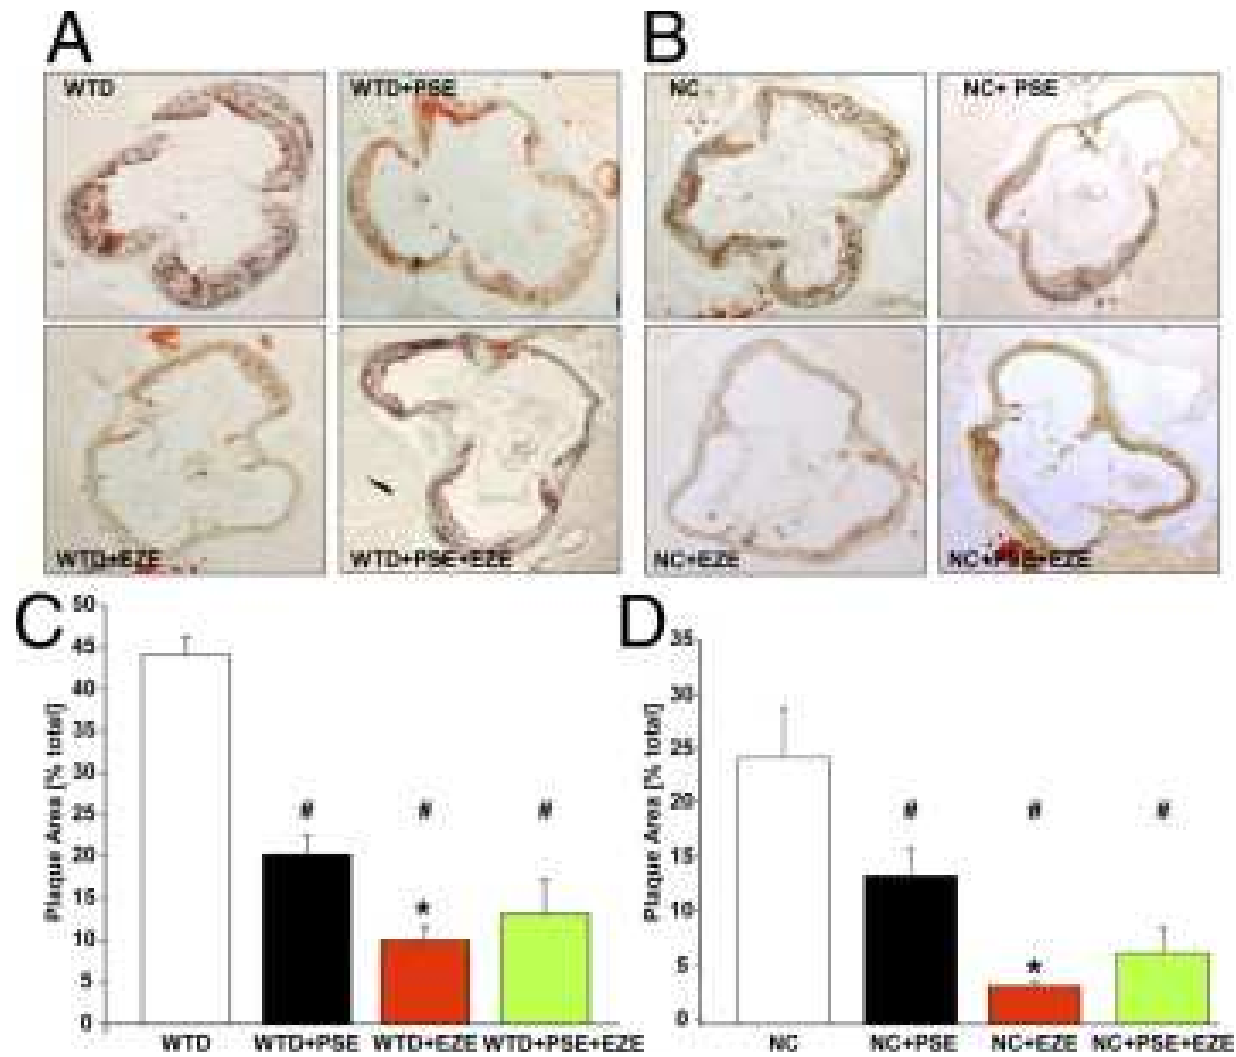 A
B
WTD
WTD+PSE
NC
NC+ PSE
WTD+EZE
WTD+PSE+EZE
NC+EZE
NC+PSE+EZE
C
D
Plaque Area [% total]
50
45
40
35
30
25
20
15
10
5
0
#
#
#
*
WTD
WTD+PSE
WTD+EZE
WTD+PSE+EZE
Plaque Area [% total]
35
30
25
20
15
10
5
0
#
#
#
*
NC
NC+PSE
NC+EZE
NC+PSE+EZE